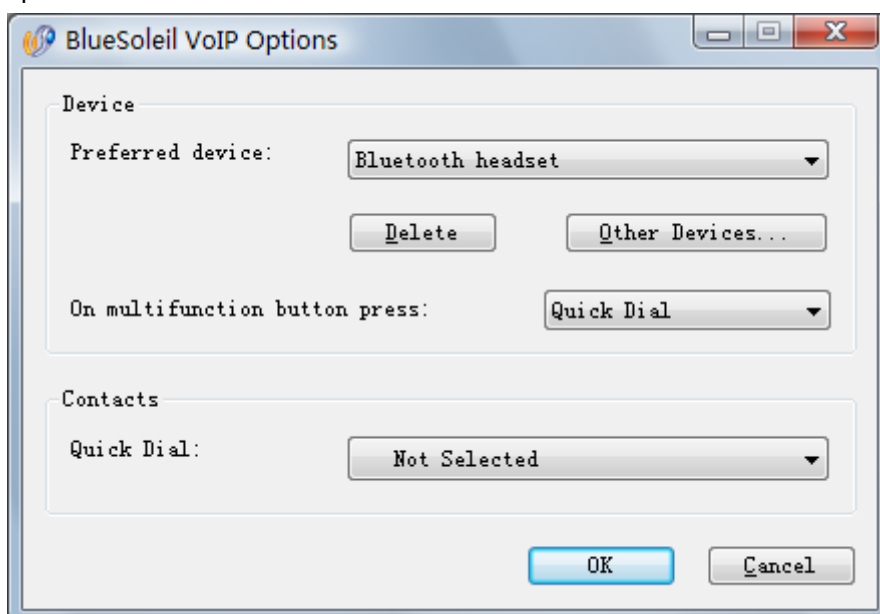 BlueSoleil VoIP Options
Device
Preferred device: Bluetooth headset
Delete Other Devices...
On multifunction button press: Quick Dial
Contacts
Quick Dial: Not Selected
OK Cancel